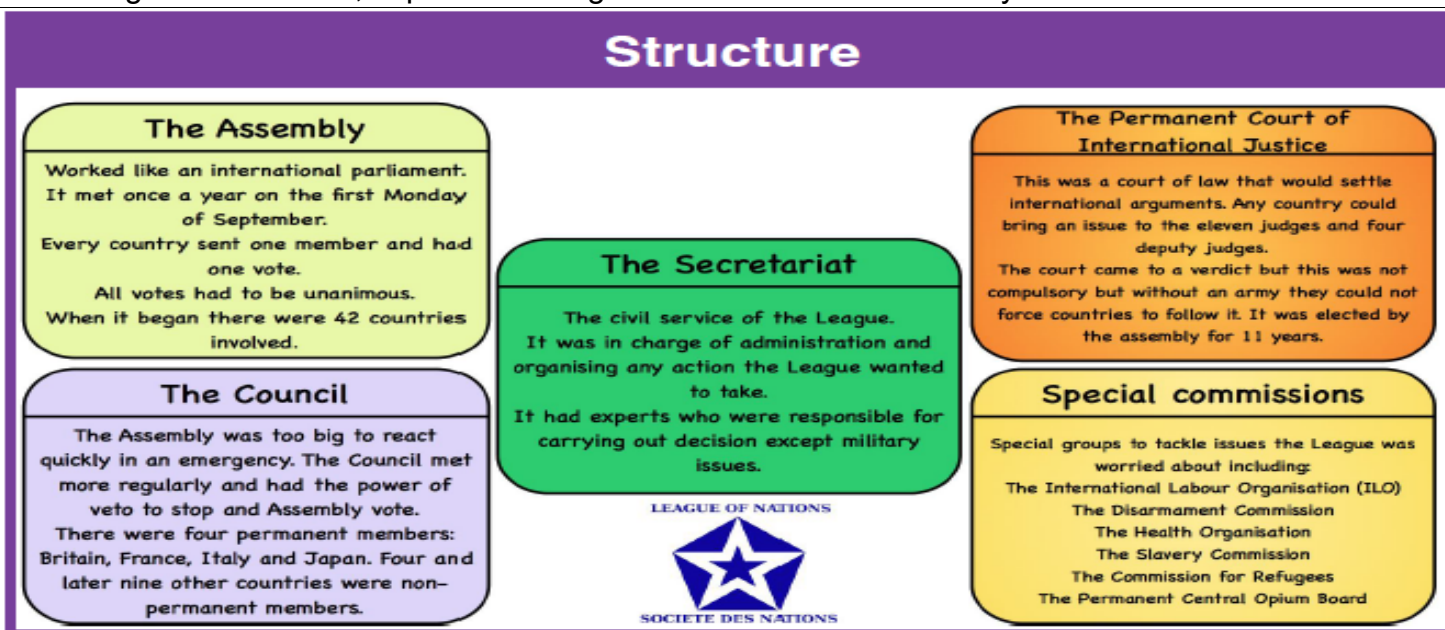 Structure
The Assembly
Worked like an international parliament.
It met once a year on the first Monday
of September.
Every country sent one member and had
one vote.
All votes had to be unanimous.
When it began there were 42 countries
involved.
The Council
The Assembly was too big to react
quickly in an emergency. The Council met
more regularly and had the power of
veto to stop and Assembly vote.
There were four permanent members:
Britain, France, Italy and Japan. Four and
later nine other countries were non-
permanent members.
The Secretariat
The civil service of the League.
It was in charge of administration and
organising any action the League wanted
to take.
It had experts who were responsible for
carrying out decision except military
issues.
LEAGUE OF NATIONS
SOCIETE DES NATIONS
The Permanent Court of
International Justice
This was a court of law that would settle
international arguments. Any country could
bring an issue to the eleven judges and four
deputy judges.
The court came to a verdict but this was not
compulsory but without an army they could not
force countries to follow it. It was elected by
the assembly for 11 years.
Special commissions
Special groups to tackle issues the League was
worried about including:
The International Labour Organisation (ILO)
The Disarmament Commission
The Health Organisation
The Slavery Commission
The Commission for Refugees
The Permanent Central Opium Board